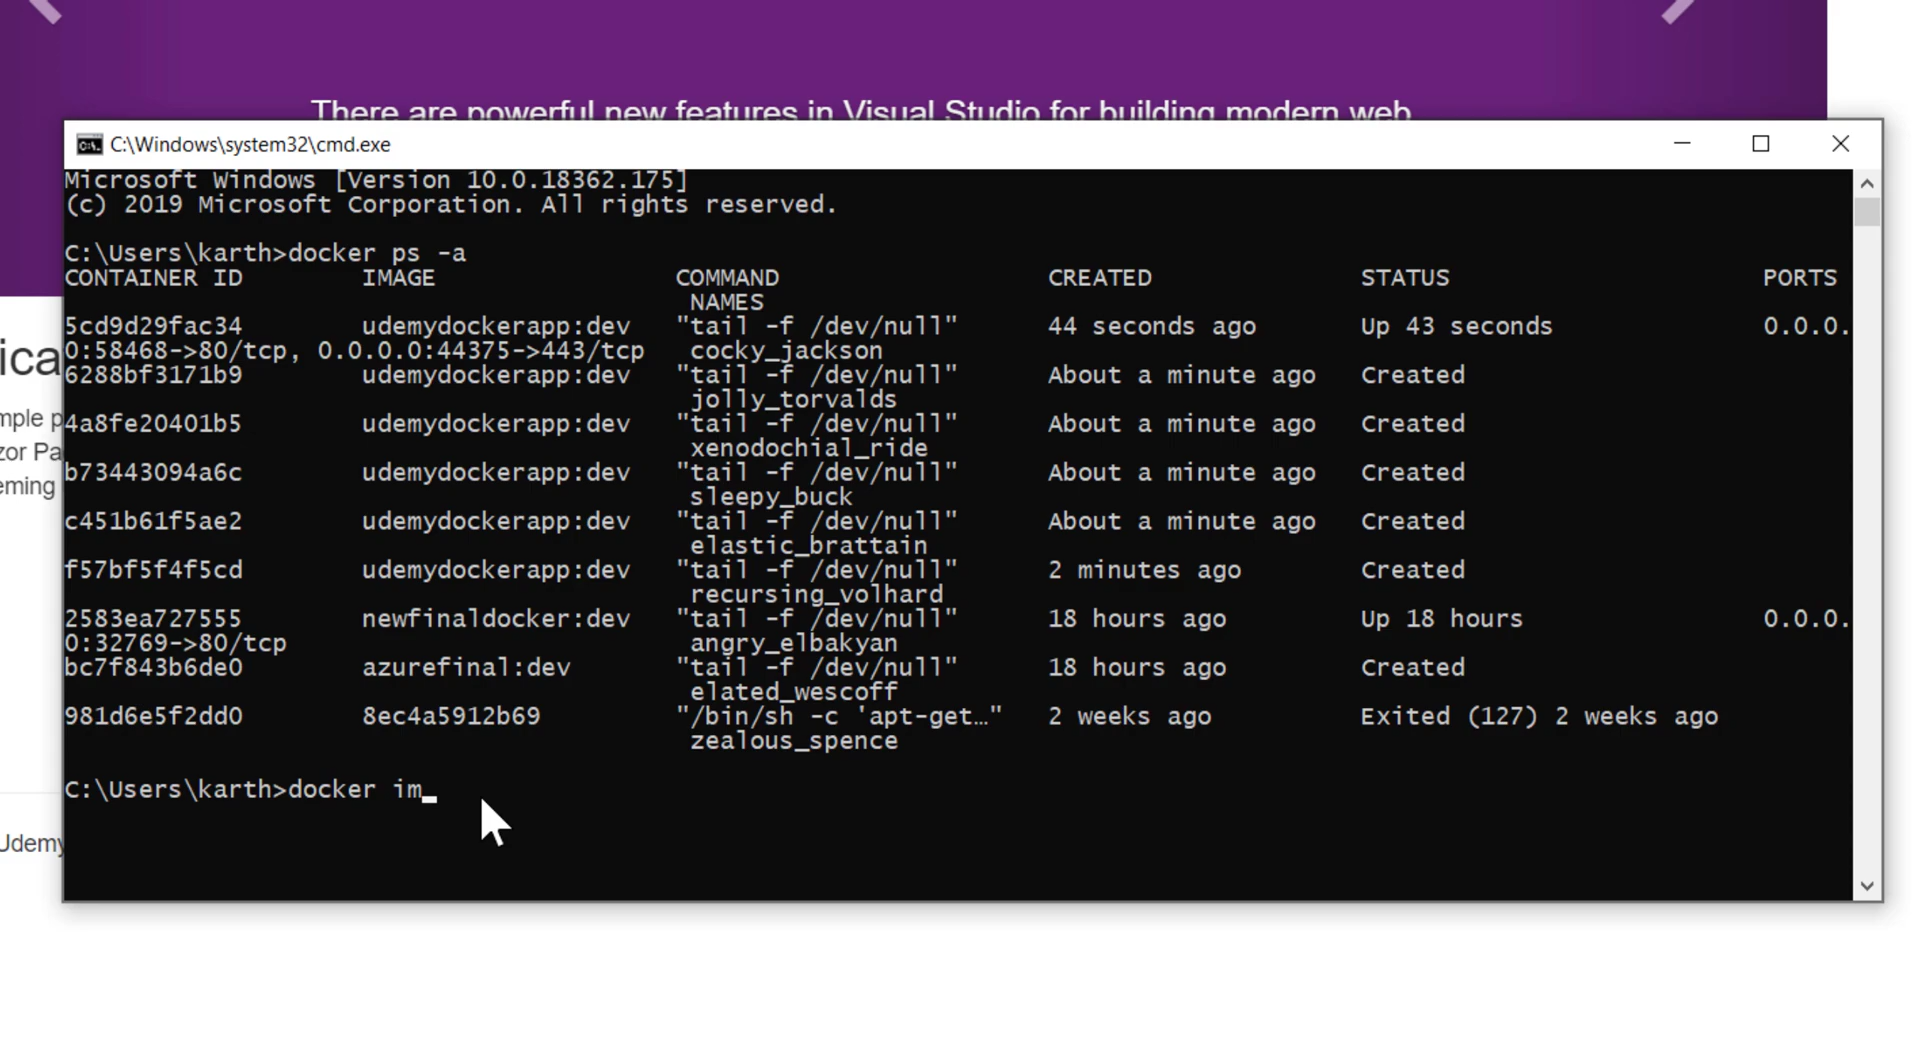 There are powerful new features in Visual Studio for building modern web
C:\Windows\system32\cmd.exe
Microsoft Windows [Version 10.0.18362.175]
(c) 2019 Microsoft Corporation. All rights reserved.
C:\Users\karth>docker ps -a
CONTAINER ID IMAGE COMMAND CREATED STATUS PORTS
NAMES
5cd9d29fac34 udemydockerapp:dev "tail -f /dev/null" 44 seconds ago Up 43 seconds 0.0.0.
0:58468->80/tcp, 0.0.0.0:44375->443/tcp cocky_jackson
6288bf3171b9 udemydockerapp:dev "tail -f /dev/null" About a minute ago Created
jolly_torvalds
4a8fe20401b5 udemydockerapp:dev "tail -f /dev/null" About a minute ago Created
xenodochial_ride
b73443094a6c udemydockerapp:dev "tail -f /dev/null" About a minute ago Created
sleepy_buck
c451b61f5ae2 udemydockerapp:dev "tail -f /dev/null" About a minute ago Created
elastic_brattain
f57bf5f4f5cd udemydockerapp:dev "tail -f /dev/null" 2 minutes ago Created
recursing_volhard
2583ea727555 newfinaldocker:dev "tail -f /dev/null" 18 hours ago Up 18 hours 0.0.0.
0:32769->80/tcp angry_elbakyan
bc7f843b6de0 azurefinal:dev "tail -f /dev/null" 18 hours ago Created
elated_wescoff
981d6e5f2dd0 8ec4a5912b69 "/bin/sh -c 'apt-get…" 2 weeks ago Exited (127) 2 weeks ago
zealous_spence
C:\Users\karth>docker im_
ica
mple p
zor Pa
eming
Udemy